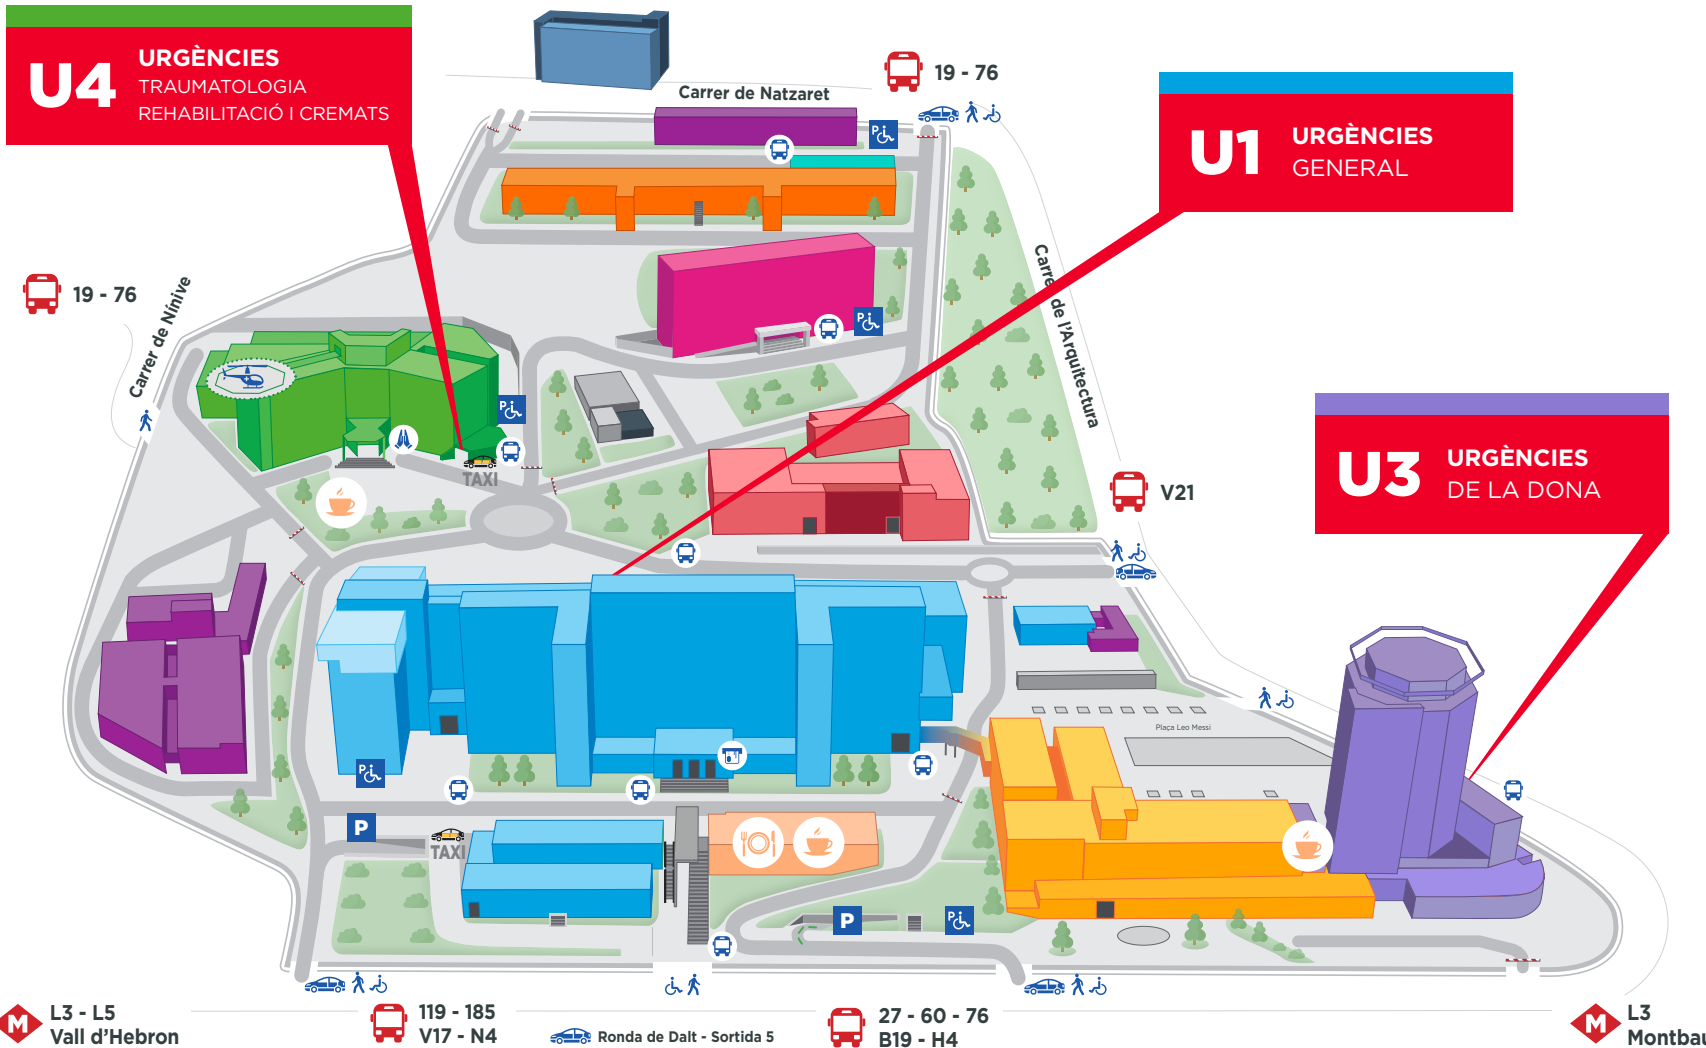 U4
URGÈNCIES
TRAUMATOLOGIA
REHABILITACIÓ I CREMATS
19 - 76
Carrer de Natzaret
U1
URGÈNCIES
GENERAL
P
19 - 76
Carrer de Nínive
Carrer de l'Arquitectura
P
P
TAXI
U3
URGÈNCIES
DE LA DONA
V21
Plaça Leo Messi
P
P
TAXI
P
P
M
L3 - L5
Vall d'Hebron
119 - 185
V17 - N4
Ronda de Dalt - Sortida 5
27 - 60 - 76
B19 - H4
M
L3
Montbau